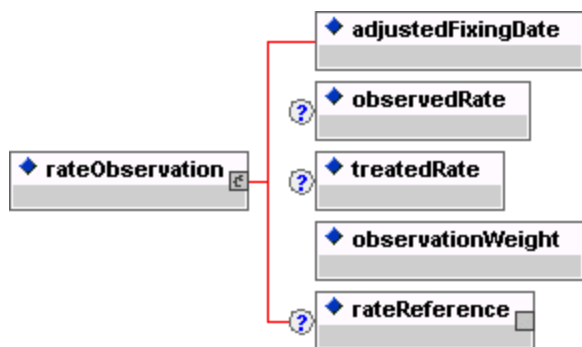 adjustedFixingDate
? observedRate
rateObservation
? treatedRate
observationWeight
? rateReference